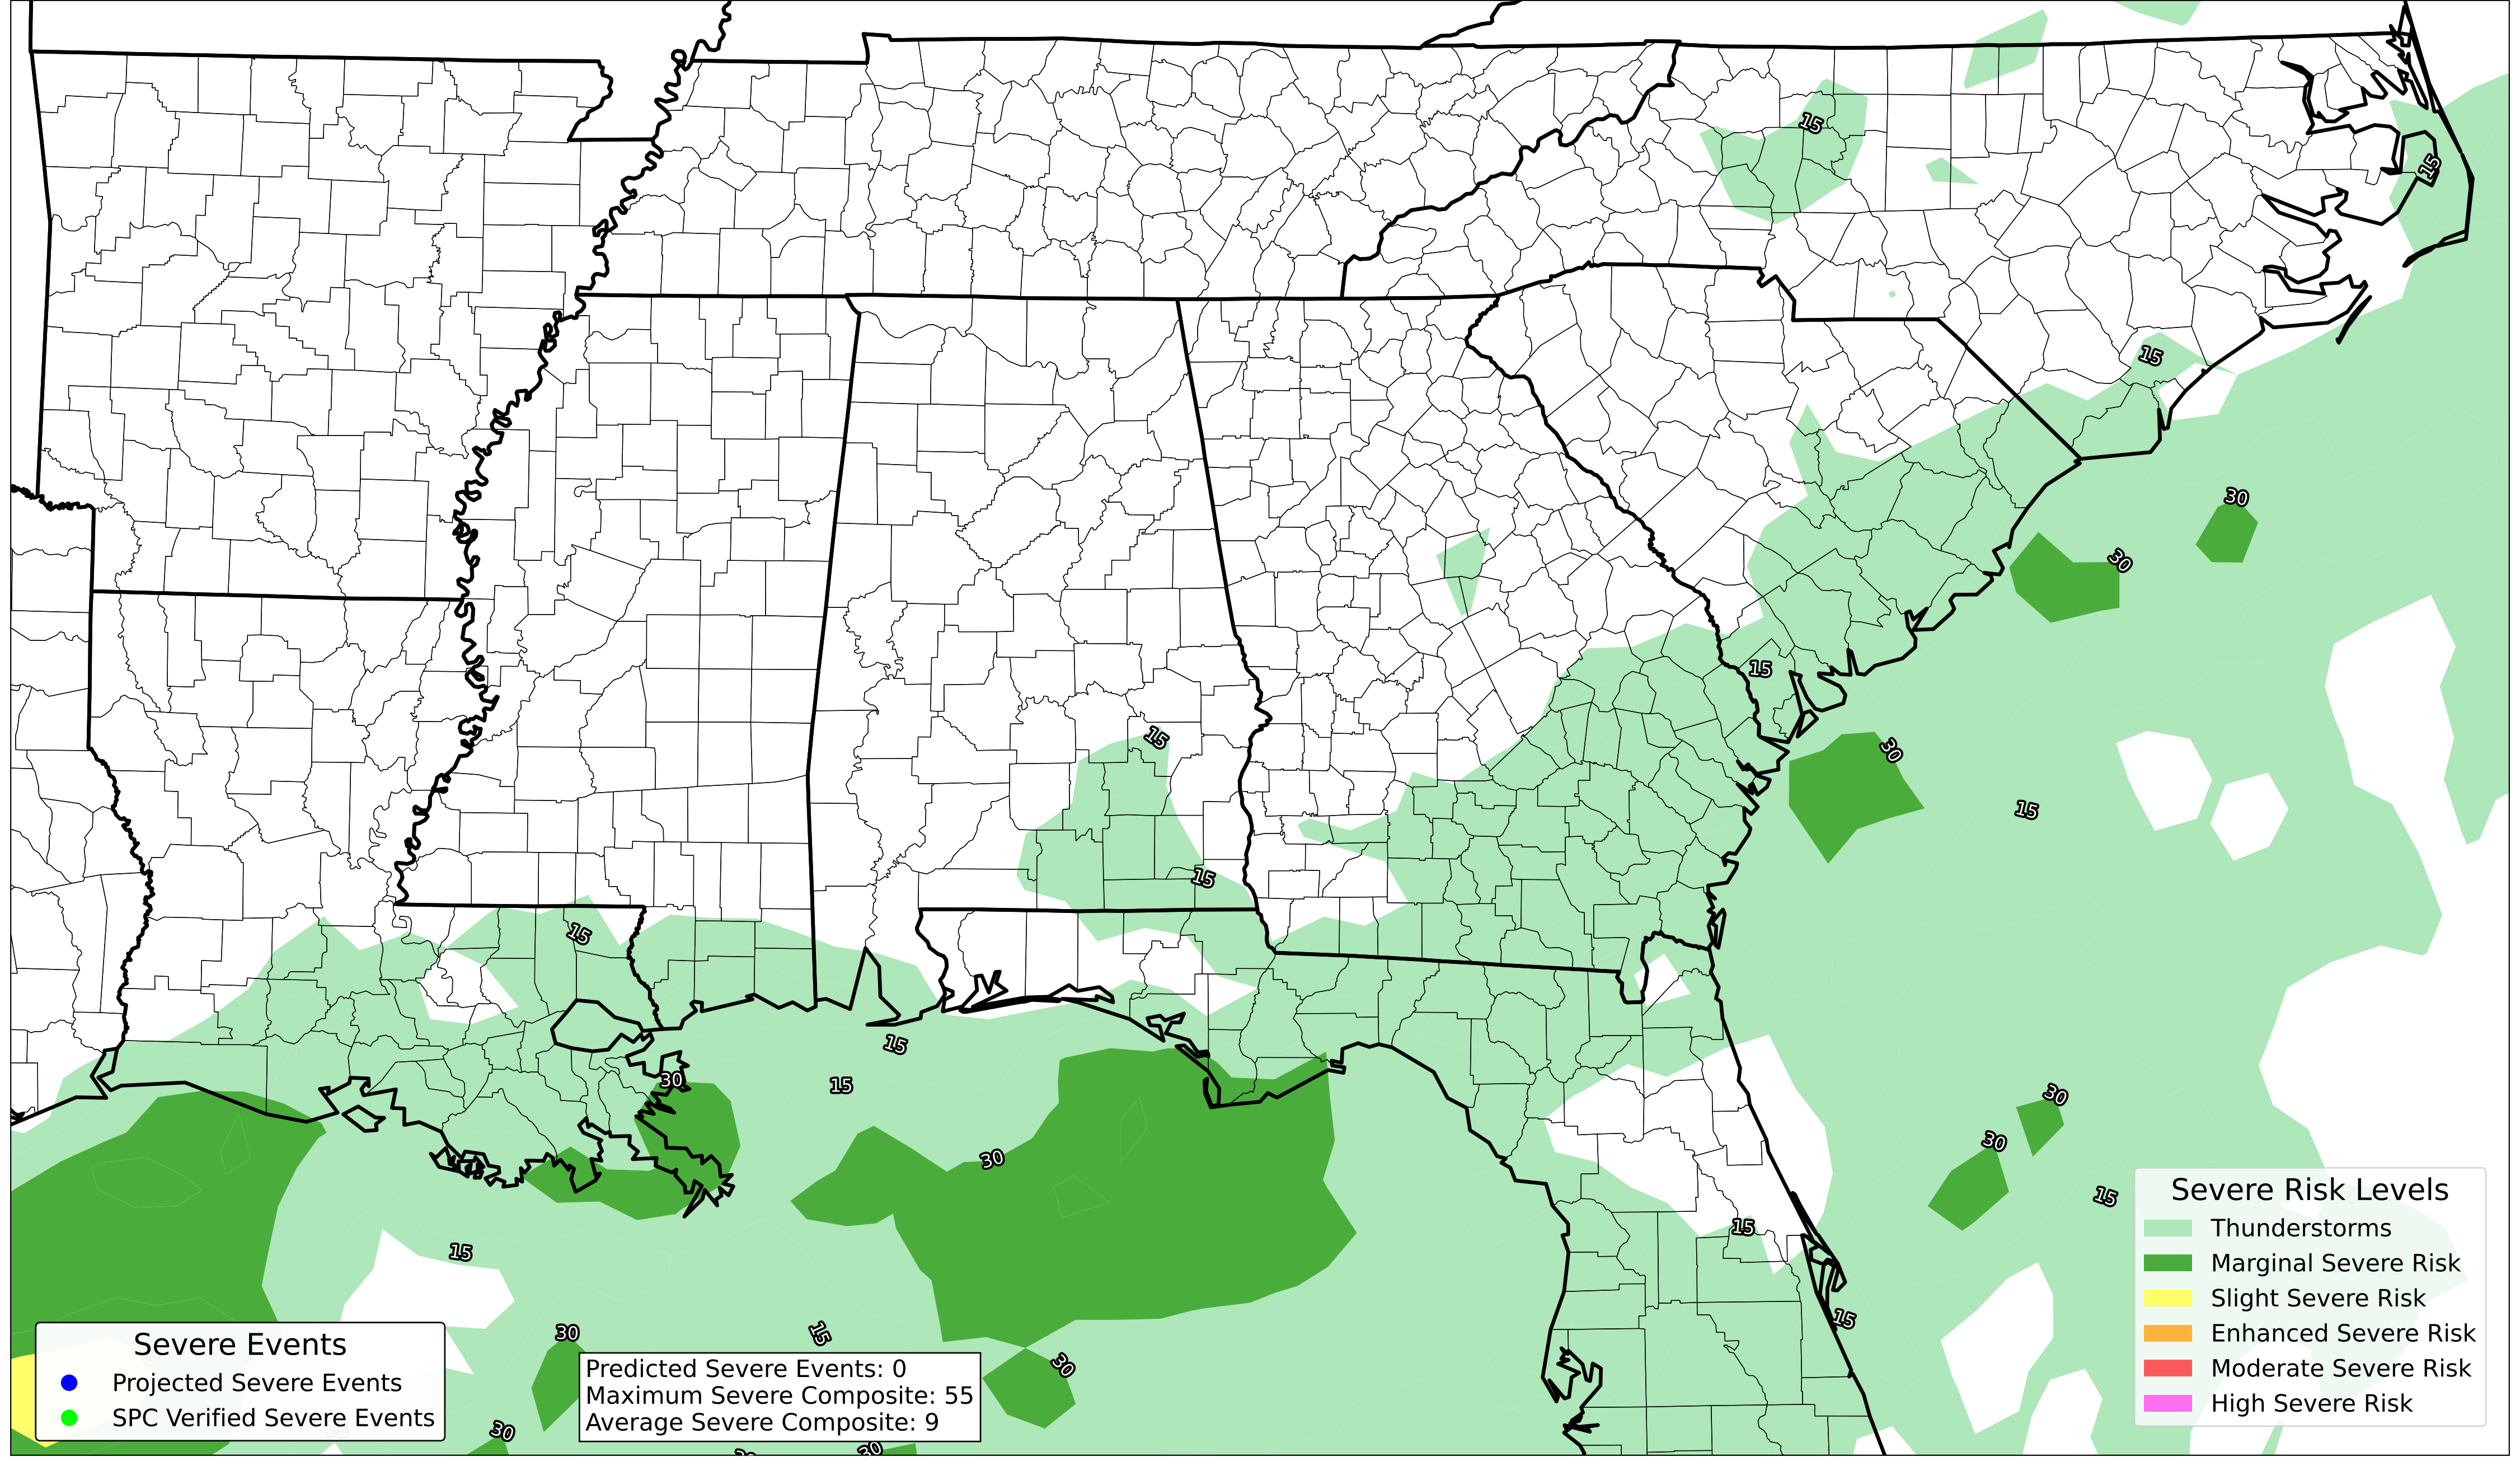 15
15
15
30
30
15
15
30
15
15
15
15
30
15
30
30
30
15
15
15
30
15
30
15
30
30
30
Severe Risk Levels
Thunderstorms
Marginal Severe Risk
Slight Severe Risk
Enhanced Severe Risk
Moderate Severe Risk
High Severe Risk
Severe Events
Projected Severe Events
SPC Verified Severe Events
Predicted Severe Events: 0
Maximum Severe Composite: 55
Average Severe Composite: 9